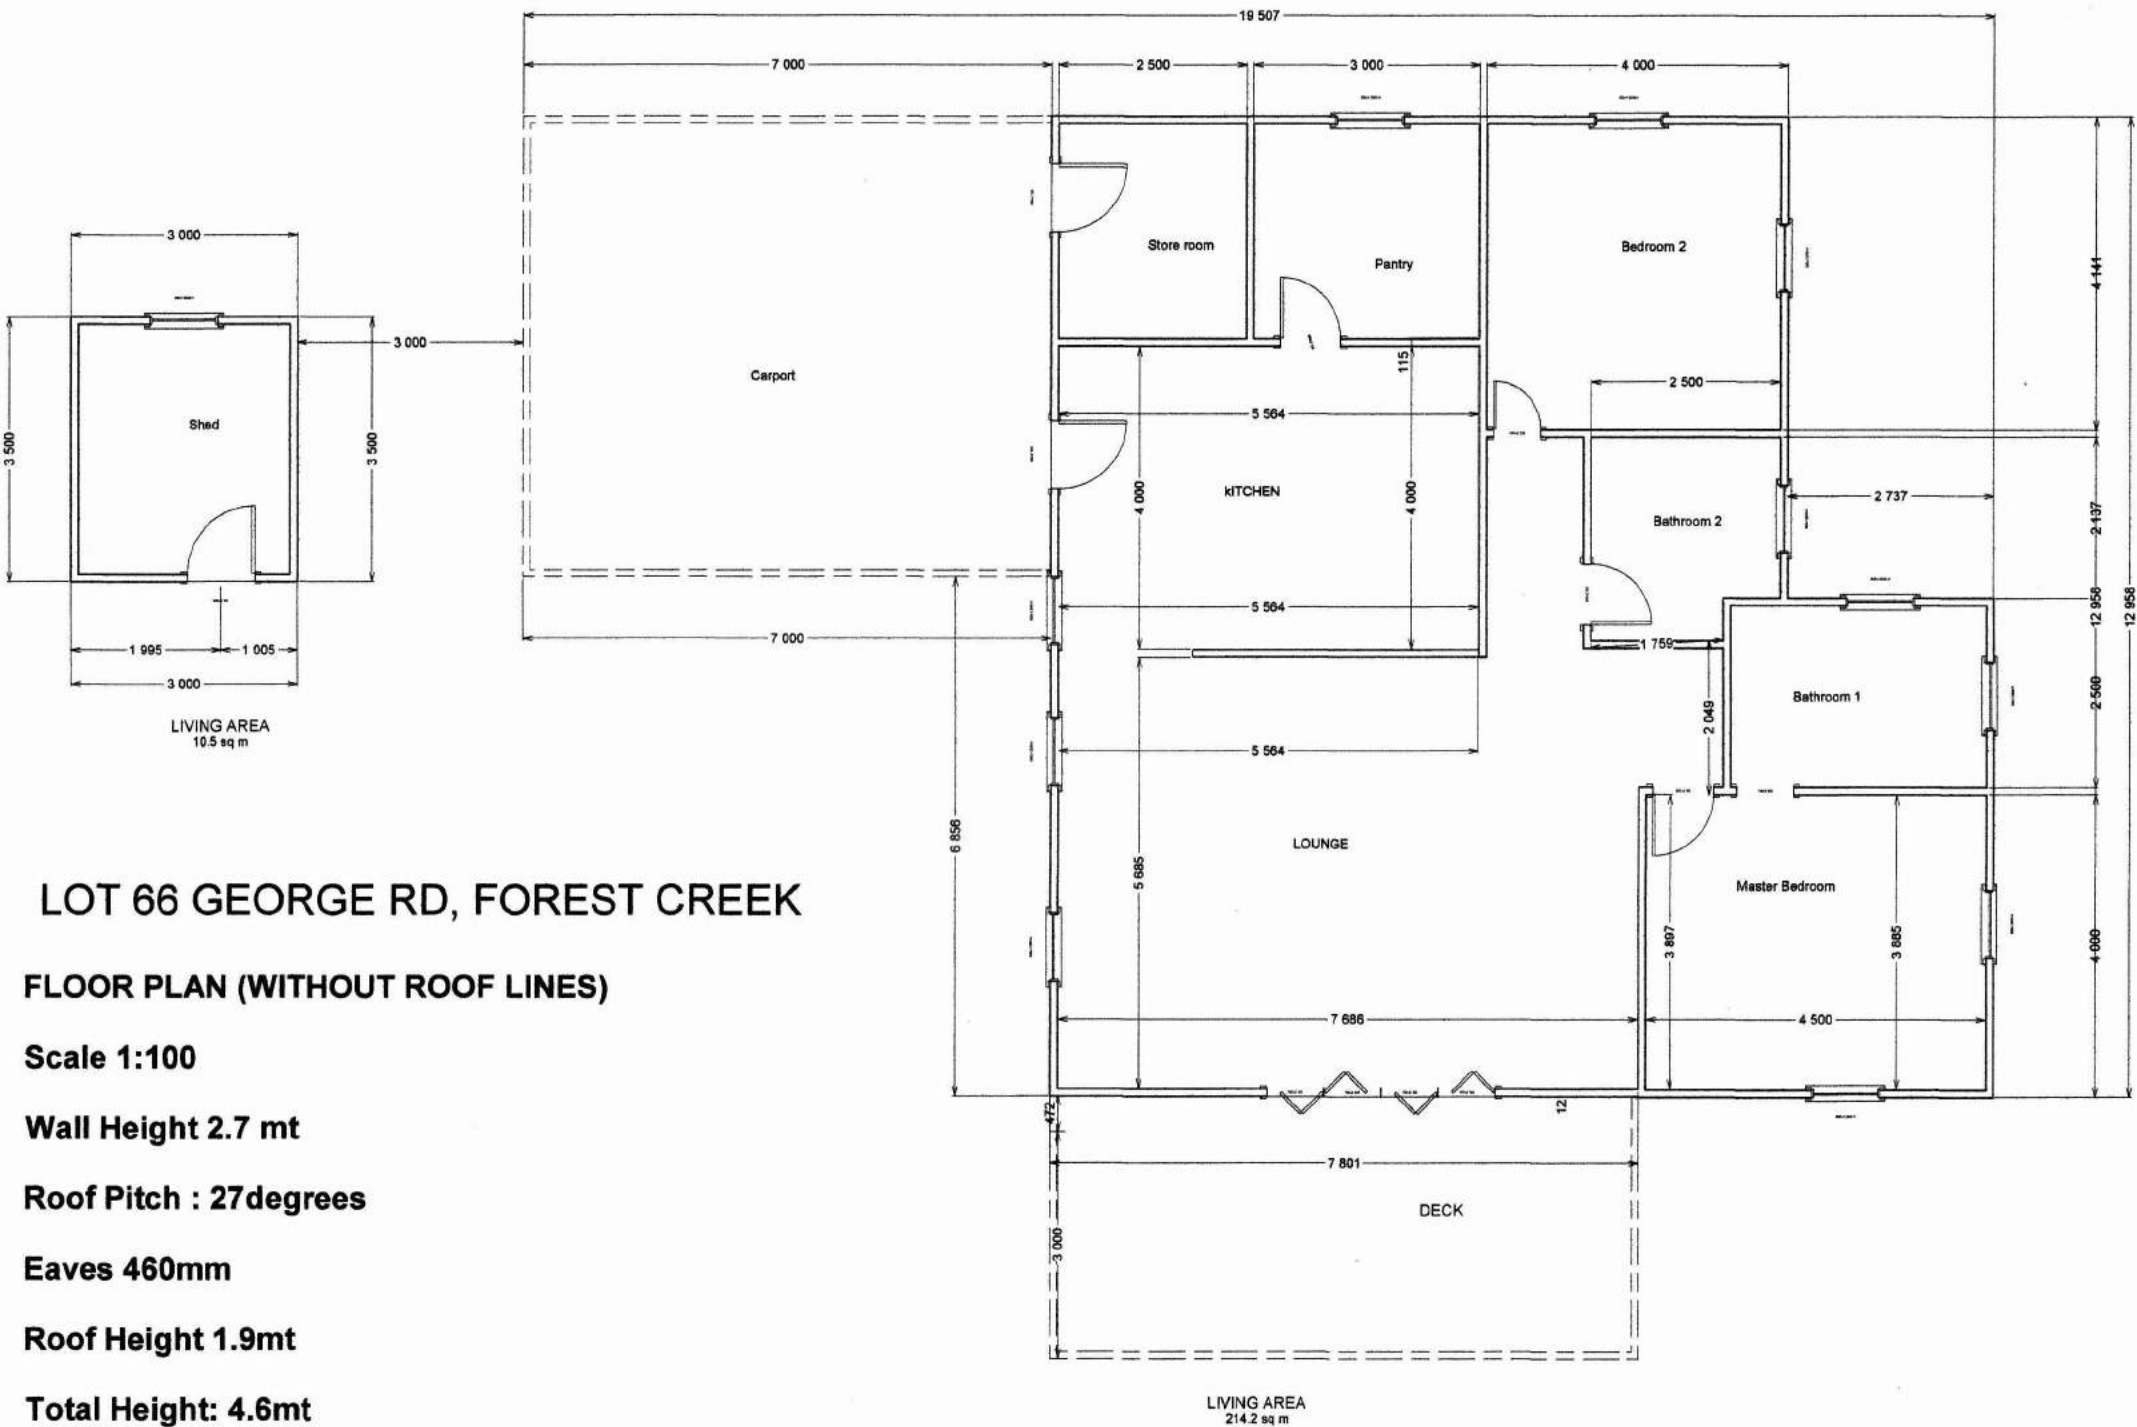 19 507
7 000
2 500
3 000
4 000
3 000
Store room
Pantry
Bedroom 2
4 141
3 000
Carport
115
2 500
Shed
3 500
3 500
5 564
kITCHEN
4 000
4 000
Bathroom 2
2 737
2 137
12 958
12 958
5 564
7 000
1 759
1 995
1 005
3 000
Bathroom 1
2 500
2 049
LIVING AREA
10.5 sq m
5 564
6 856
LOUNGE
5 685
Master Bedroom
3 897
3 885
4 000
LOT 66 GEORGE RD, FOREST CREEK
FLOOR PLAN (WITHOUT ROOF LINES)
7 686
4 500
Scale 1:100
472
12
Wall Height 2.7 mt
7 801
Roof Pitch : 27degrees
DECK
3 000
Eaves 460mm
Roof Height 1.9mt
Total Height: 4.6mt
LIVING AREA
214.2 sq m